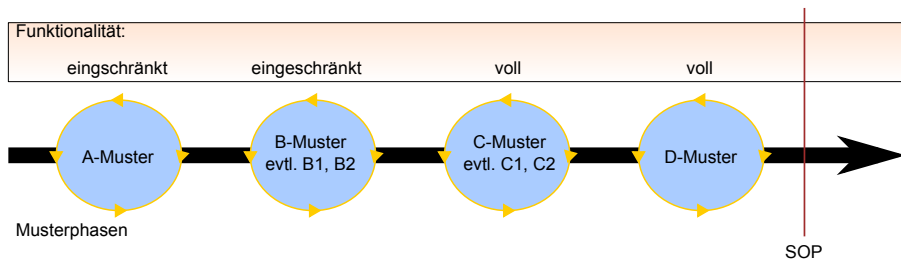 Funktionalität:
eingschränkt
eingeschränkt
voll
voll
A-Muster
B-Muster
evtl. B1, B2
C-Muster
evtl. C1, C2
D-Muster
Musterphasen
SOP